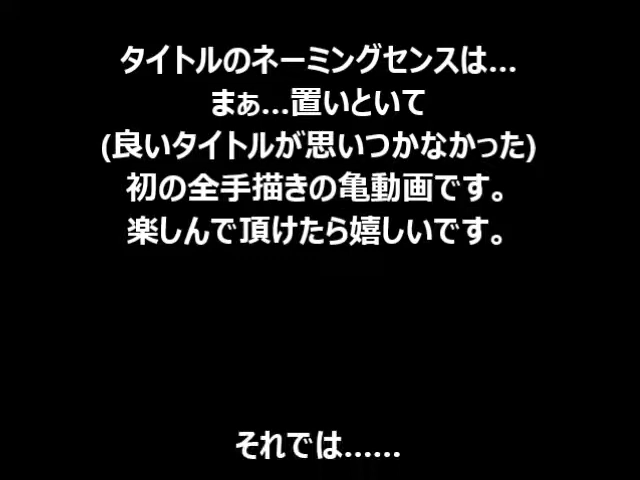 タイトルのネーミングセンスは…
まぁ…置いといて
(良いタイトルが思いつかなかった)
初の全手描きの亀動画です。
楽しんで頂けたら嬉しいです。
それでは……